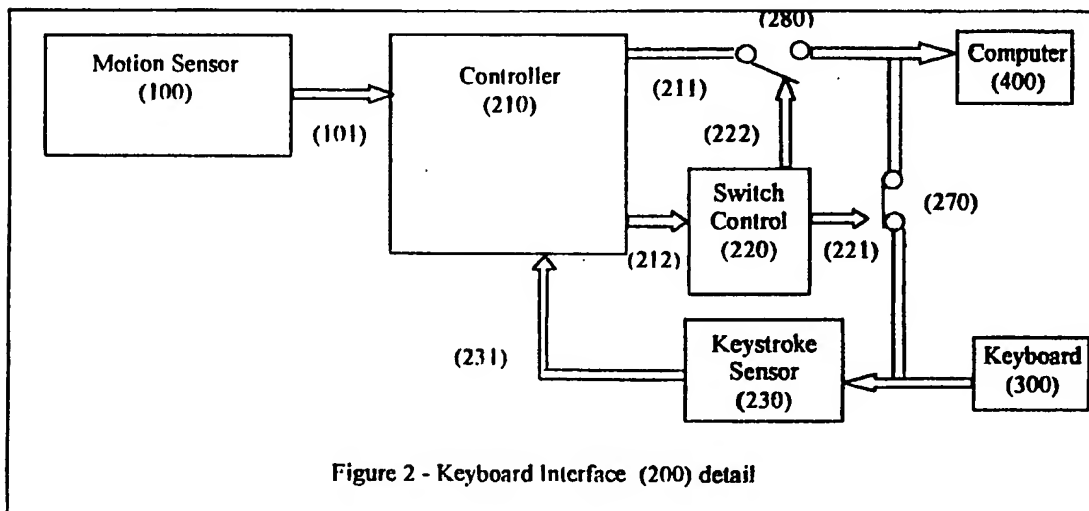 (280)
Motion Sensor
(100)
Controller
(210)
Computer
(400)
(211)
(101)
(222)
Switch
Control
(220)
(270)
(212)
(221)
(231)
Keystroke
Sensor
(230)
Keyboard
(300)
Figure 2 - Keyboard Interface (200) detail